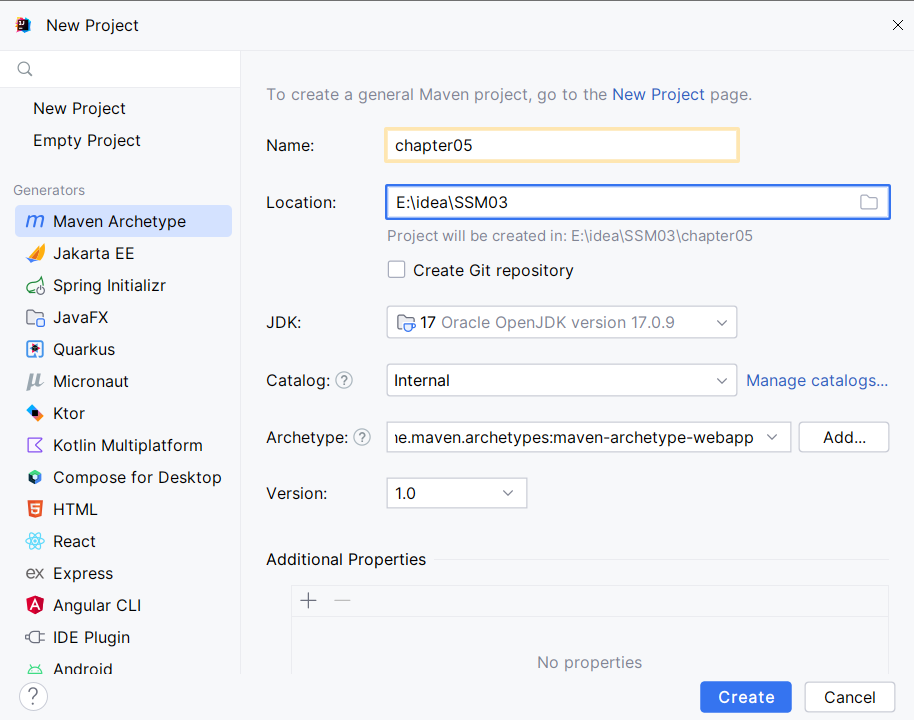 New Project
New Project
Empty Project
Generators
Maven Archetype
Jakarta EE
Spring Initializr
JavaFX
Quarkus
Micronaut
Ktor
Kotlin Multiplatform
Compose for Desktop
HTML
React
Express
Angular CLI
IDE Plugin
Android
To create a general Maven project, go to the New Project page.
Name: chapter05
Location: E:\idea\SSM03
Project will be created in: E:\idea\SSM03\chapter05
Create Git repository
JDK: 17 Oracle OpenJDK version 17.0.9
Catalog: ? Internal Manage catalogs...
Archetype: ? ne.maven.archetypes:maven-archetype-webapp Add...
Version: 1.0
Additional Properties
No properties
? Create Cancel